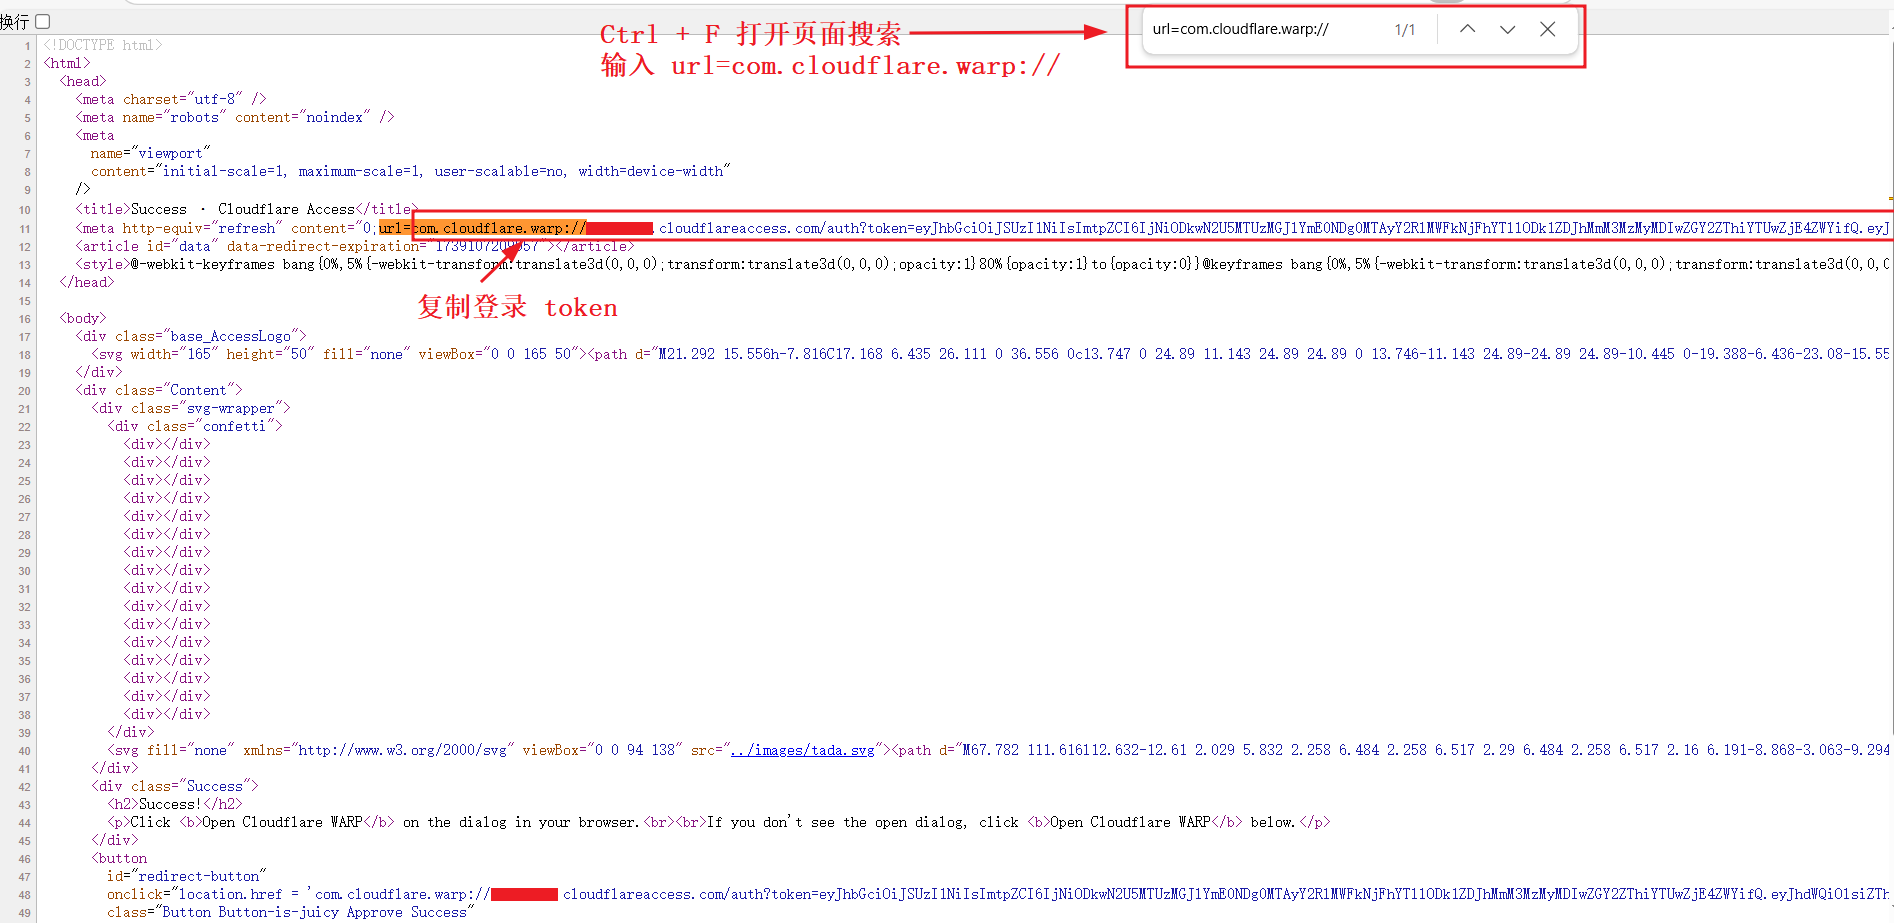 换行
Ctrl + F 打开页面搜索
输入 url=com.cloudflare.warp://
url=com.cloudflare.warp:// 1/1
1 <!DOCTYPE html>
2 <html>
3 <head>
4 <meta charset="utf-8" />
5 <meta name="robots" content="noindex" />
6 <meta
7 name="viewport"
8 content="initial-scale=1, maximum-scale=1, user-scalable=no, width=device-width"
9 />
10 <title>Success · Cloudflare Access</title>
11 <meta http-equiv="refresh" content="0;url=com.cloudflare.warp:// .cloudflareaccess.com/auth?token=
12 <article id="data" data-redirect-expiration="1739107209957"></article>
13 <style>@-webkit-keyframes bang{0%,5%{-webkit-transform:translate3d(0,0,0);transform:translate3d(0,0,0);opacity:1}80%{opacity:1}to{opacity:0}}@keyframes bang{0%,5%{-webkit-transform:translate3d(0,0,0);transform:translate3d(0,0,0
14 </head>
复制登录 token
15
16 <body>
17 <div class="base_AccessLogo">
18 <svg width="165" height="50" fill="none" viewBox="0 0 165 50"><path d="M21.292 15.556h-7.816C17.168 6.435 26.111 0 36.556 0c13.747 0 24.89 11.143 24.89 24.89 0 13.746-11.143 24.89-24.89 24.89-10.445 0-19.388-6.436-23.08-15.55
19 </div>
20 <div class="Content">
21 <div class="svg-wrapper">
22 <div class="confetti">
23 <div></div>
24 <div></div>
25 <div></div>
26 <div></div>
27 <div></div>
28 <div></div>
29 <div></div>
30 <div></div>
31 <div></div>
32 <div></div>
33 <div></div>
34 <div></div>
35 <div></div>
36 <div></div>
37 <div></div>
38 <div></div>
39 </div>
40 <svg fill="none" xmlns="http://www.w3.org/2000/svg" viewBox="0 0 94 138" src="../images/tada.svg"><path d="M67.782 111.616l12.632-12.61 2.029 5.832 2.258 6.484 2.258 6.517 2.29 6.484 2.258 6.517 2.16 6.191-8.868-3.063-9.294
41 </div>
42 <div class="Success">
43 <h2>Success!</h2>
44 <p>Click <b>Open Cloudflare WARP</b> on the dialog in your browser.<br><br>If you don't see the open dialog, click <b>Open Cloudflare WARP</b> below.</p>
45 </div>
46 <button
47 id="redirect-button"
48 onclick="location.href = 'com.cloudflare.warp:// cloudflareaccess.com/auth?token=
49 class="Button Button-is-juicy Approve Success"